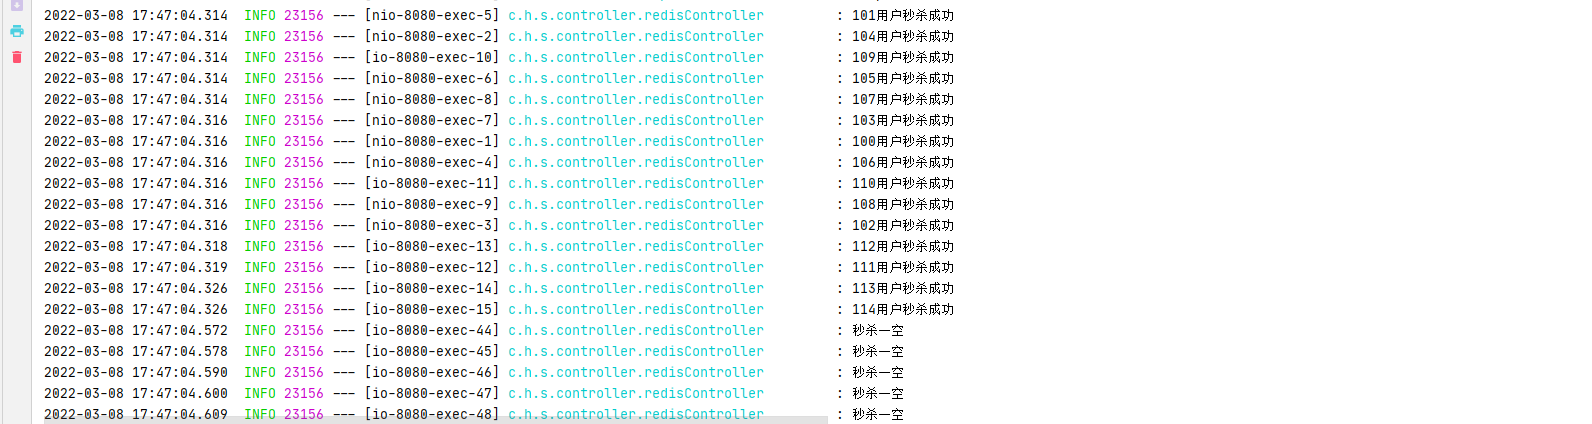 2022-03-08 17:47:04.314  INFO 23156 --- [nio-8080-exec-5] c.h.s.controller.redisController         : 101用户秒杀成功
2022-03-08 17:47:04.314  INFO 23156 --- [nio-8080-exec-2] c.h.s.controller.redisController         : 104用户秒杀成功
2022-03-08 17:47:04.314  INFO 23156 --- [io-8080-exec-10] c.h.s.controller.redisController         : 109用户秒杀成功
2022-03-08 17:47:04.314  INFO 23156 --- [nio-8080-exec-6] c.h.s.controller.redisController         : 105用户秒杀成功
2022-03-08 17:47:04.314  INFO 23156 --- [nio-8080-exec-8] c.h.s.controller.redisController         : 107用户秒杀成功
2022-03-08 17:47:04.316  INFO 23156 --- [nio-8080-exec-7] c.h.s.controller.redisController         : 103用户秒杀成功
2022-03-08 17:47:04.316  INFO 23156 --- [nio-8080-exec-1] c.h.s.controller.redisController         : 100用户秒杀成功
2022-03-08 17:47:04.316  INFO 23156 --- [nio-8080-exec-4] c.h.s.controller.redisController         : 106用户秒杀成功
2022-03-08 17:47:04.316  INFO 23156 --- [io-8080-exec-11] c.h.s.controller.redisController         : 110用户秒杀成功
2022-03-08 17:47:04.316  INFO 23156 --- [nio-8080-exec-9] c.h.s.controller.redisController         : 108用户秒杀成功
2022-03-08 17:47:04.316  INFO 23156 --- [nio-8080-exec-3] c.h.s.controller.redisController         : 102用户秒杀成功
2022-03-08 17:47:04.318  INFO 23156 --- [io-8080-exec-13] c.h.s.controller.redisController         : 112用户秒杀成功
2022-03-08 17:47:04.319  INFO 23156 --- [io-8080-exec-12] c.h.s.controller.redisController         : 111用户秒杀成功
2022-03-08 17:47:04.326  INFO 23156 --- [io-8080-exec-14] c.h.s.controller.redisController         : 113用户秒杀成功
2022-03-08 17:47:04.326  INFO 23156 --- [io-8080-exec-15] c.h.s.controller.redisController         : 114用户秒杀成功
2022-03-08 17:47:04.572  INFO 23156 --- [io-8080-exec-44] c.h.s.controller.redisController         : 秒杀一空
2022-03-08 17:47:04.578  INFO 23156 --- [io-8080-exec-45] c.h.s.controller.redisController         : 秒杀一空
2022-03-08 17:47:04.590  INFO 23156 --- [io-8080-exec-46] c.h.s.controller.redisController         : 秒杀一空
2022-03-08 17:47:04.600  INFO 23156 --- [io-8080-exec-47] c.h.s.controller.redisController         : 秒杀一空
2022-03-08 17:47:04.609  INFO 23156 --- [io-8080-exec-48] c.h.s.controller.redisController         : 秒杀一空